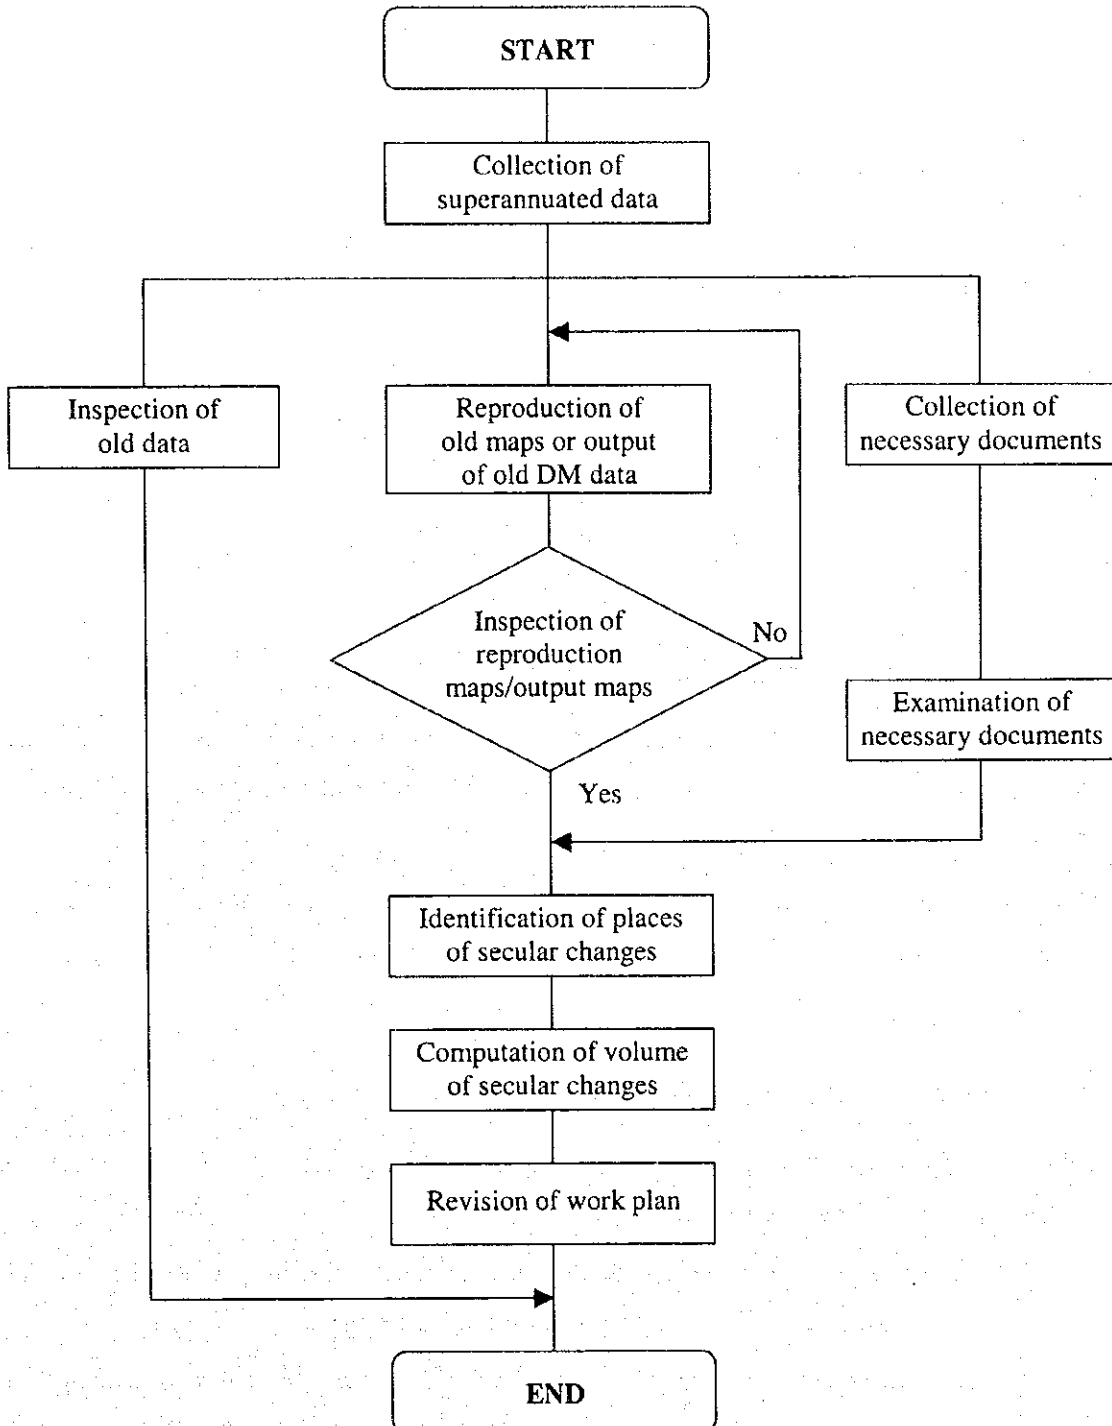 START
Collection of
superannuated data
Inspection of
old data
Reproduction of
old maps or output
of old DM data
Collection of
necessary documents
Inspection of
reproduction
maps/output maps
No
Examination of
necessary documents
Yes
Identification of places
of secular changes
Computation of volume
of secular changes
Revision of work plan
END